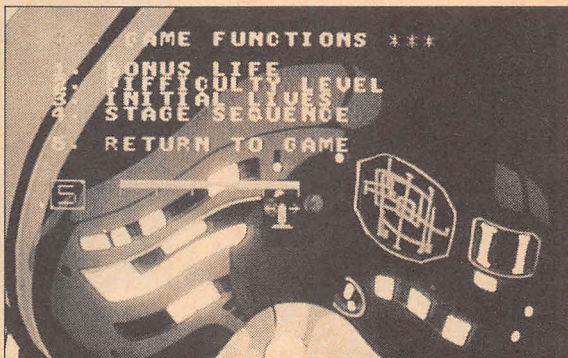 *** GAME FUNCTIONS ***
1. BONUS LIFE
2. DIFFICULTY LEVEL
3. INITIAL LIVES
4. STAGE SEQUENCE
5. RETURN TO GAME
S